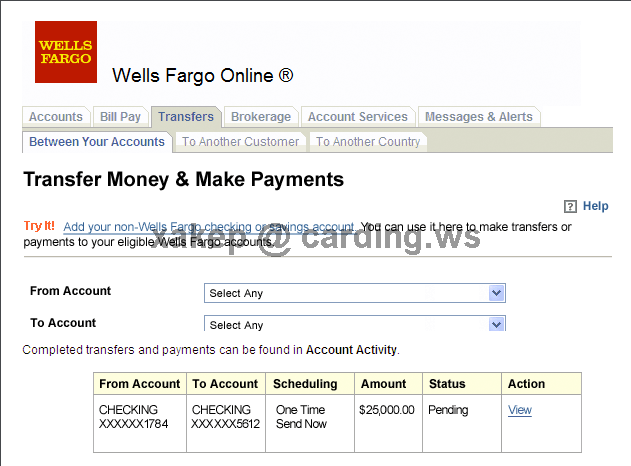 WELLS
FARGO
Wells Fargo Online ®
Accounts Bill Pay Transfers Brokerage Account Services Messages & Alerts
Between Your Accounts To Another Customer To Another Country
Transfer Money & Make Payments
? Help
Try It! Add your non-Wells Fargo checking or savings account. You can use it here to make transfers or
payments to your eligible Wells Fargo accounts.
xakep @ carding.ws
From Account Select Any
To Account Select Any
Completed transfers and payments can be found in Account Activity.
From Account To Account Scheduling Amount Status Action
CHECKING CHECKING One Time $25,000.00 Pending View
XXXXXX1784 XXXXXX5612 Send Now